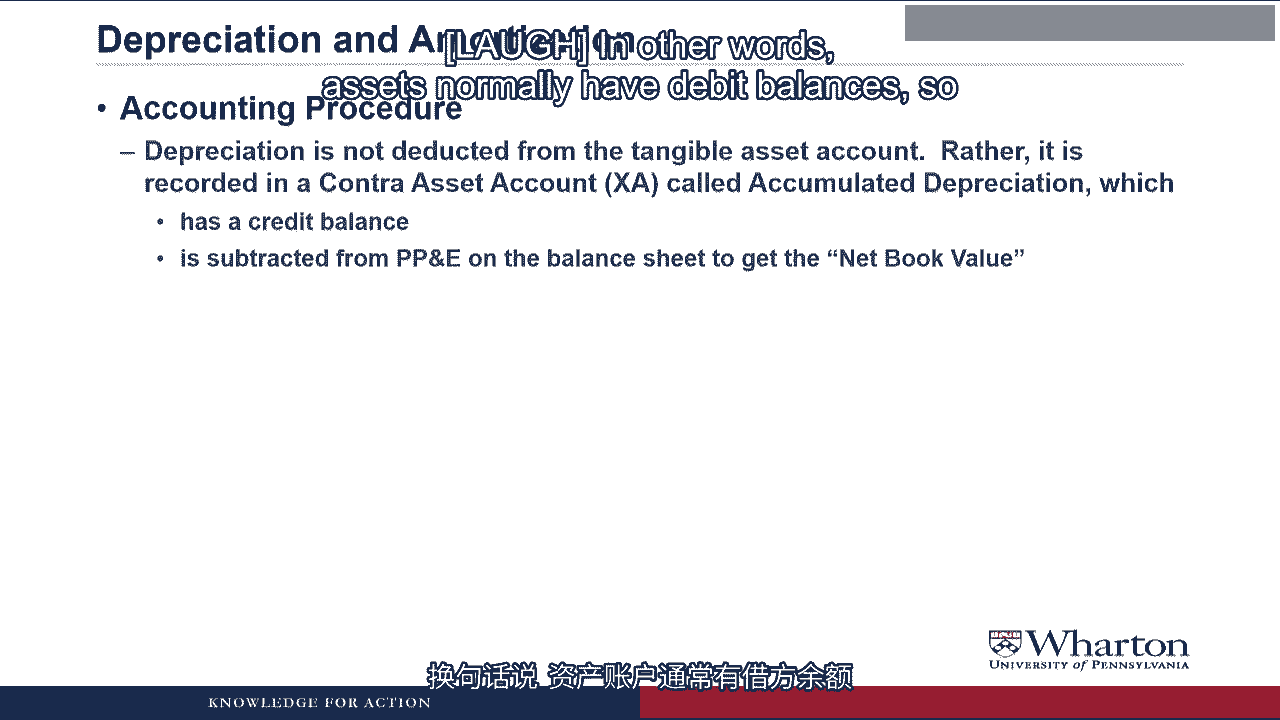 Depreciation and Amortization
[LAUGH] In other words,
assets normally have debit balances, so
• Accounting Procedure
– Depreciation is not deducted from the tangible asset account. Rather, it is
recorded in a Contra Asset Account (XA) called Accumulated Depreciation, which
• has a credit balance
• is subtracted from PP&E on the balance sheet to get the “Net Book Value”
Wharton
UNIVERSITY OF PENNSYLVANIA
换句话说 资产账户通常有借方余额
KNOWLEDGE FOR ACTION